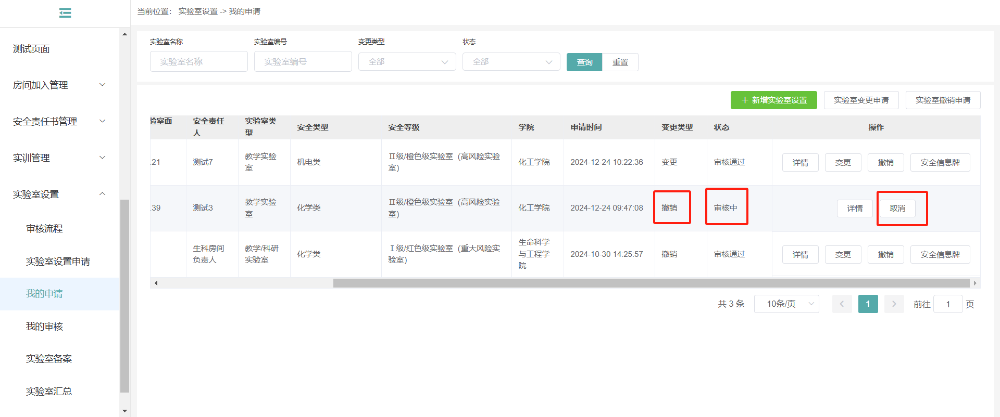 当前位置： 实验室设置 -> 我的申请
测试页面
房间加入管理
安全责任书管理
实训管理
实验室设置
审核流程
实验室设置申请
我的申请
我的审核
实验室备案
实验室汇总
实验室名称 实验室编号 变更类型 状态
实验室名称 实验室编号 全部 全部 查询 重置
新增实验室设置 实验室变更申请 实验室撤销申请
验室面 安全责任人 实验室类型 安全类型 安全等级 学院 申请时间 变更类型 状态 操作
.21 测试7 教学实验室 机电类 Ⅱ级/橙色级实验室（高风险实验室） 化工学院 2024-12-24 10:22:36 变更 审核通过 详情 变更 撤销 安全信息牌
.39 测试3 教学实验室 化学类 Ⅱ级/橙色级实验室（高风险实验室） 化工学院 2024-12-24 09:47:08 撤销 审核中 详情 取消
生科房间负责人 教学/科研实验室 化学类 Ⅰ级/红色级实验室（重大风险实验室） 生命科学与工程学院 2024-10-30 14:25:57 撤销 审核通过 详情 变更 撤销 安全信息牌
共 3 条 10条/页 1 前往 1 页